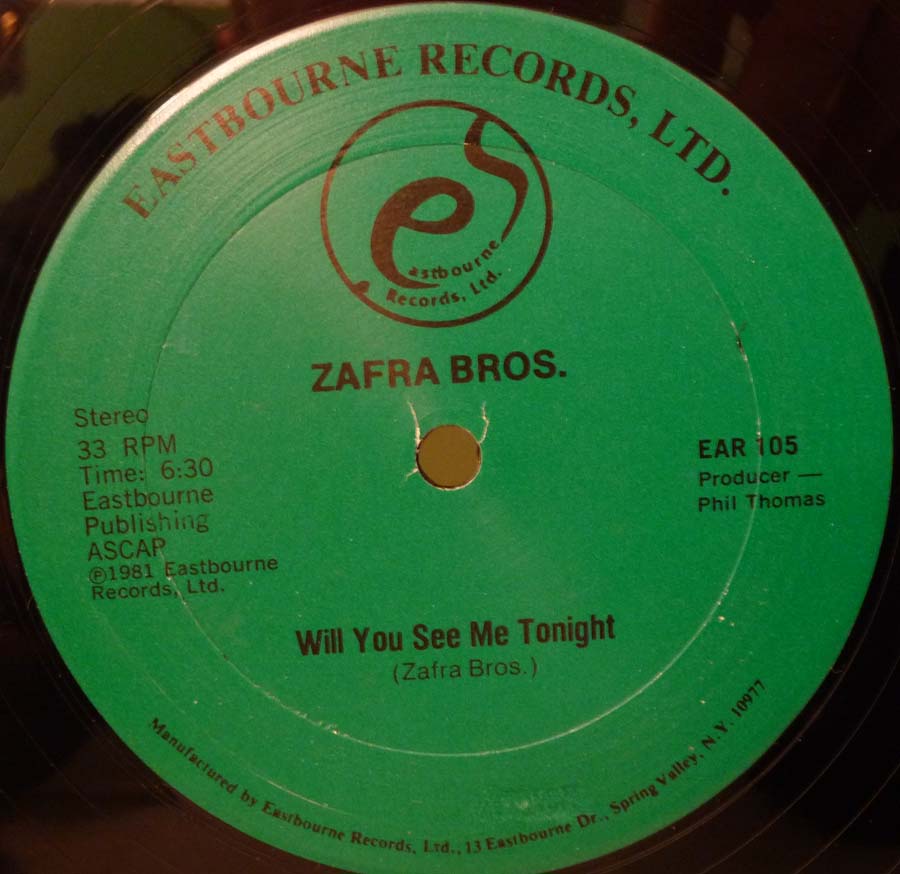 EASTBOURNE RECORDS, LTD.
eS
eastbourne
Records, Ltd.
ZAFRA BROS.
Stereo
33 RPM
Time: 6:30
Eastbourne
Publishing
ASCAP
℗1981 Eastbourne
Records, Ltd.
EAR 105
Producer —
Phil Thomas
Will You See Me Tonight
(Zafra Bros.)
Manufactured by Eastbourne Records, Ltd., 13 Eastbourne Dr., Spring Valley, N.Y. 10977